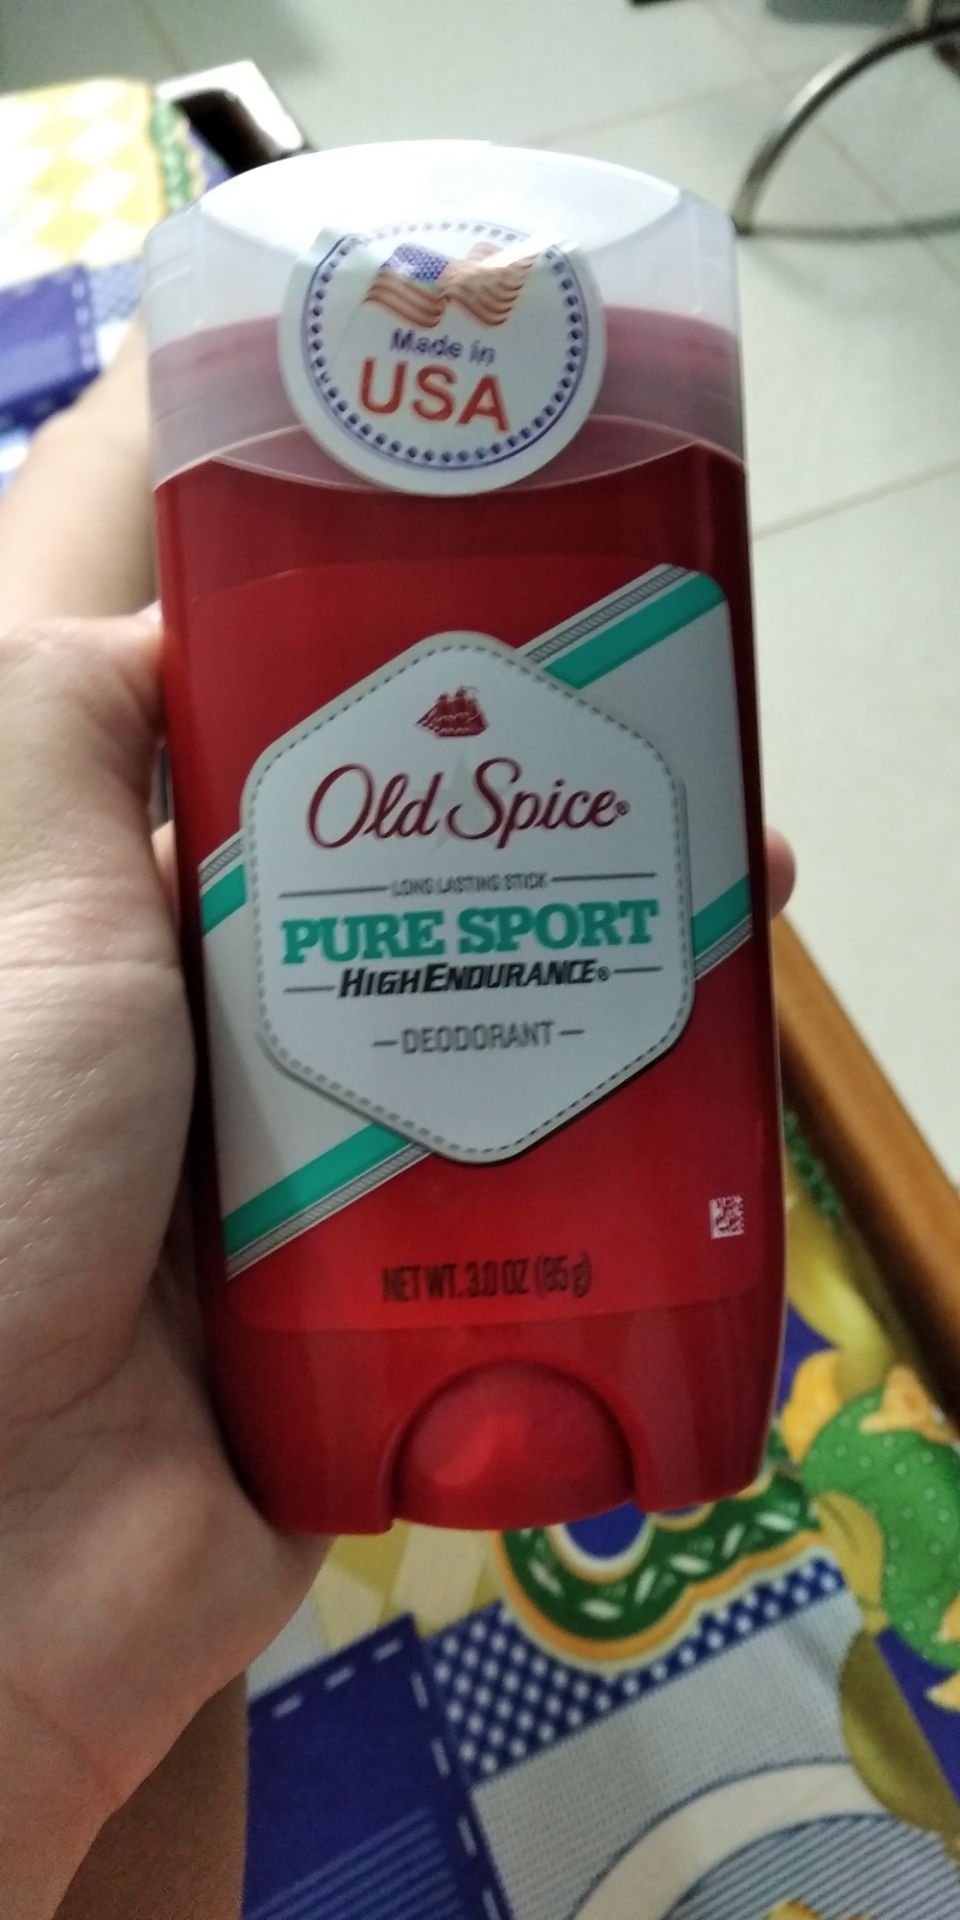 Made in
USA
Old Spice®
LONG LASTING STICK
PURE SPORT
HIGH ENDURANCE®
DEODORANT
NET WT. 3.0 OZ (85 g)